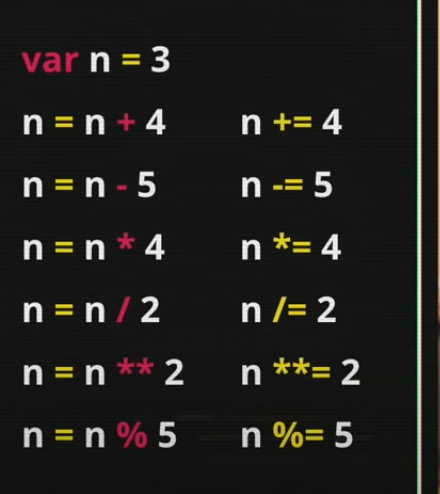 var n = 3
n = n + 4 n += 4
n = n - 5 n -= 5
n = n * 4 n *= 4
n = n / 2 n /= 2
n = n ** 2 n **= 2
n = n % 5 n %= 5